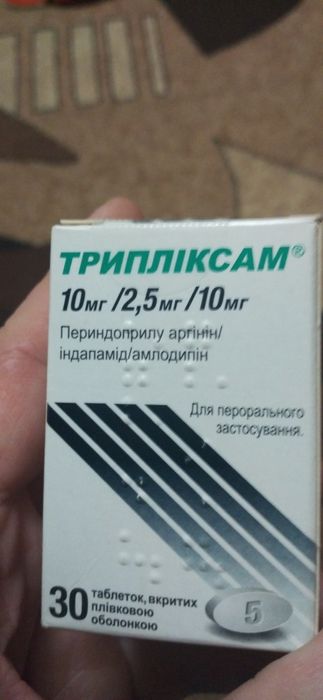 ТРИПЛІКСАМ®
10мг/2,5мг/10мг
Периндоприлу аргінін/
індапамід/амлодипін
Для перорального
застосування.
30 таблеток, вкритих
плівковою
оболонкою
5